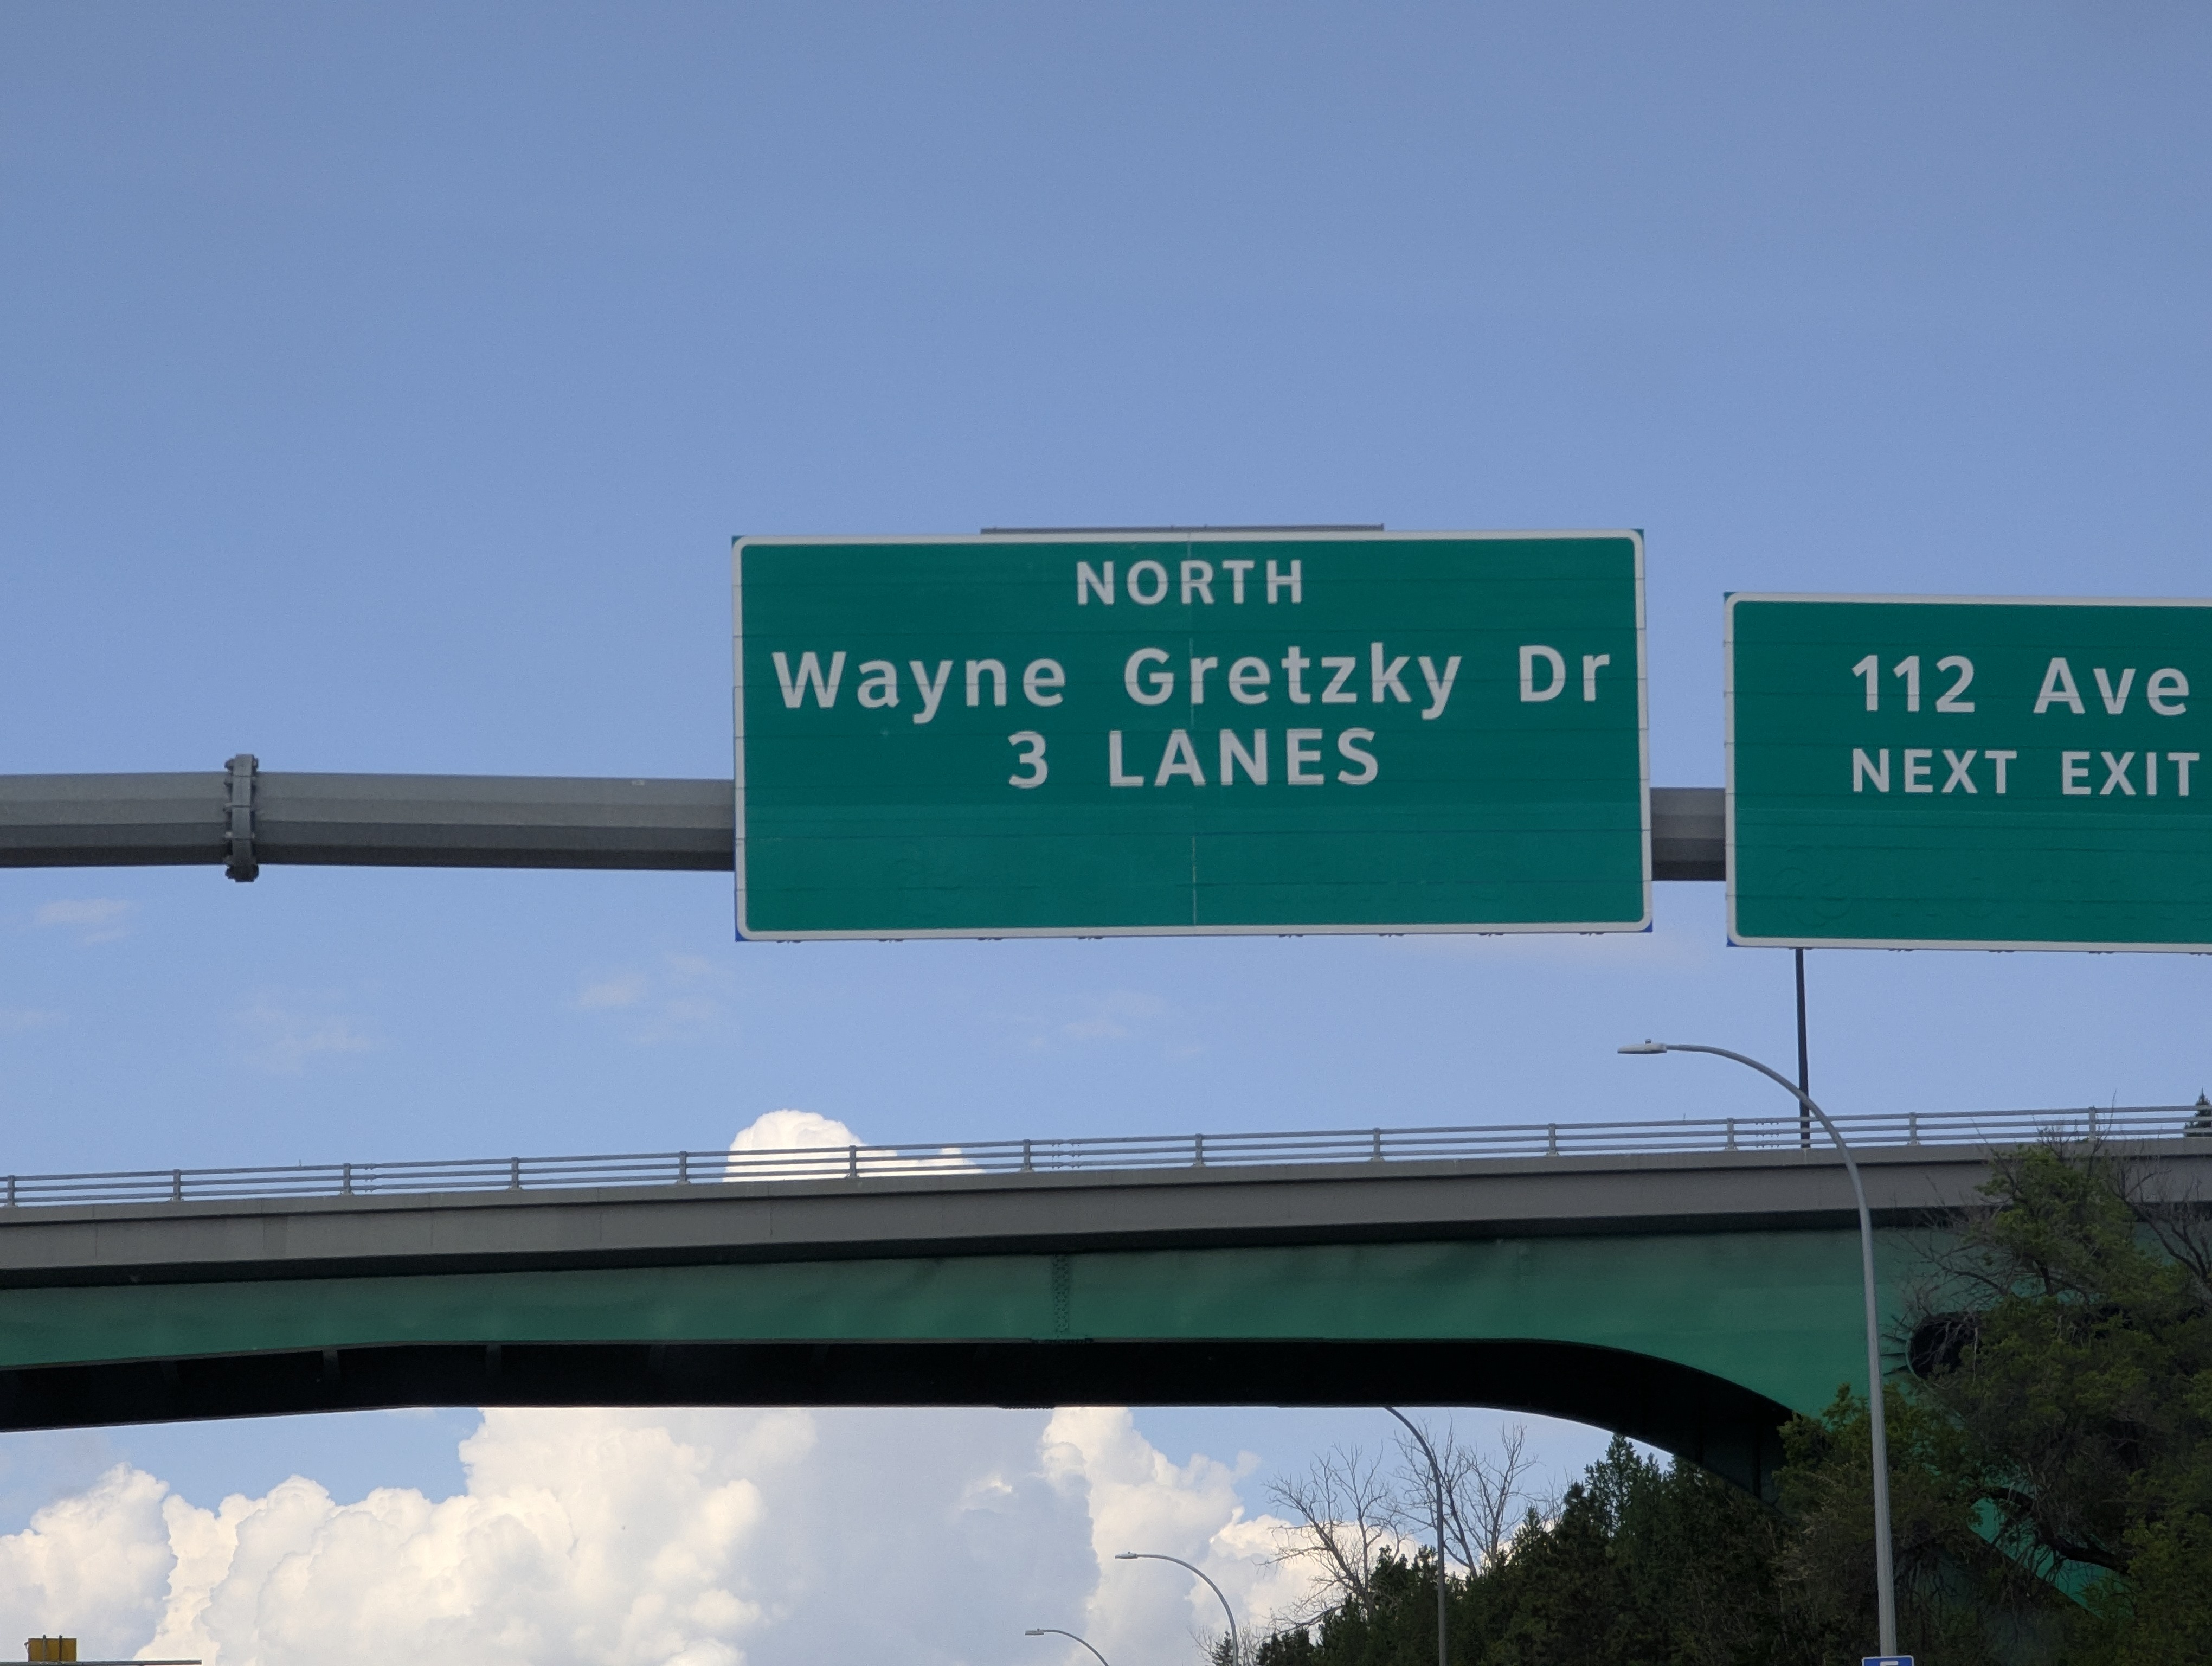 NORTH
Wayne Gretzky Dr
3 LANES
112 Ave
NEXT EXIT